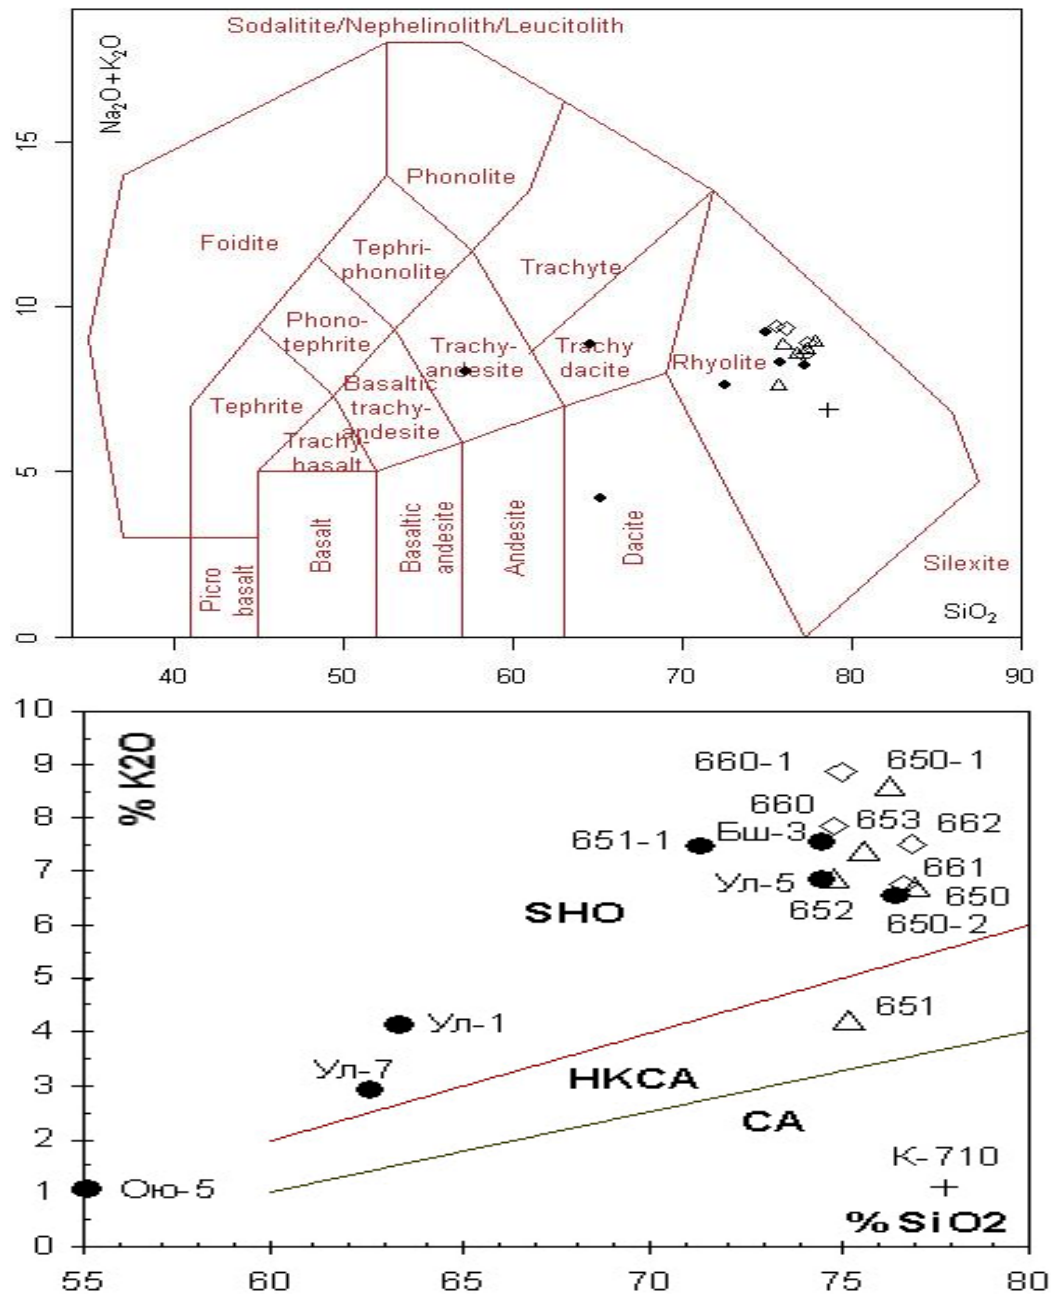 Sodalitite/Nephelinolith/Leucitolith
Na₂O+K₂O
15
Phonolite
Foidite
Tephri-
phonolite
Trachyte
10
Phono-
tephrite
Trachy-
andesite
Trachy
dacite
Rhyolite
Basaltic
trachy-
andesite
Tephrite
Trachy-
basalt
5
Picro
basalt
Basalt
Basaltic
andesite
Andesite
Dacite
Silexite
SiO₂
0
40
50
60
70
80
90
10
% K2O
9
660-1
650-1
8
660
653
662
651-1
Бш-3
7
Ул-5
661
652
650
6
SHO
650-2
5
651
4
Ул-1
3
Ул-7
HKCA
CA
2
К-710
1
Ою-5
% SiO2
0
55
60
65
70
75
80